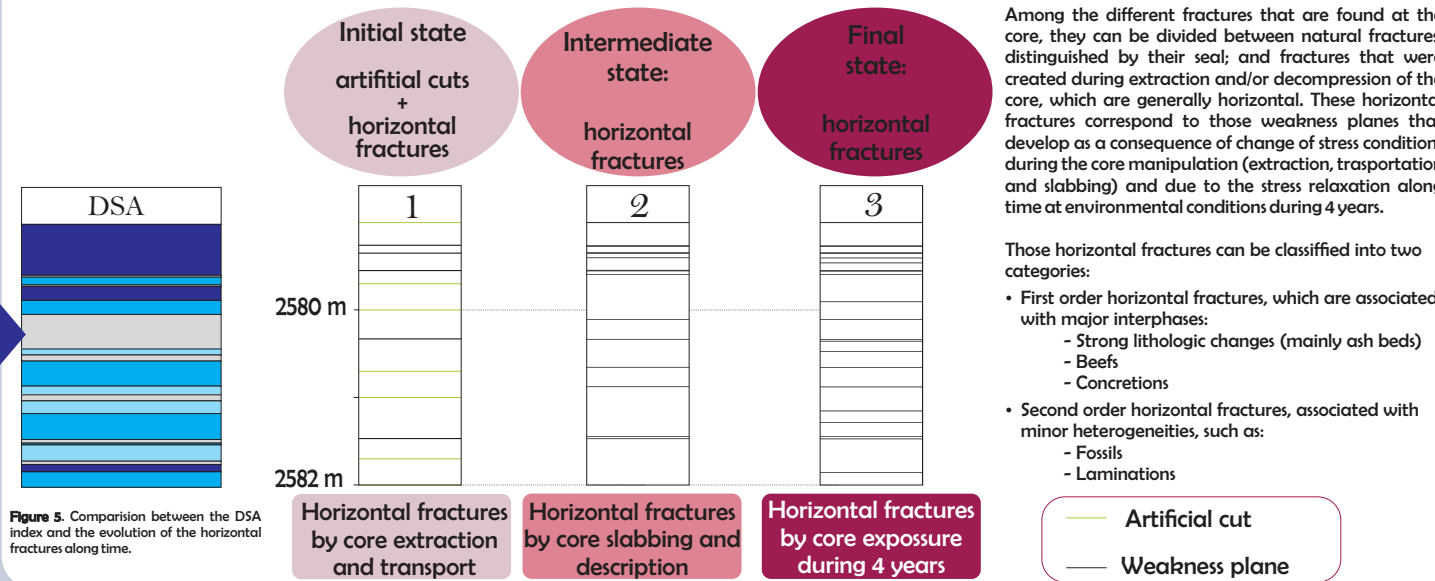 Initial state
artifitial cuts
+
horizontal
fractures
Intermediate
state:
horizontal
fractures
Final
state:
horizontal
fractures
DSA
1
2
3
2580 m
2582 m
Horizontal fractures
by core extraction
and transport
Horizontal fractures
by core slabbing and
description
Horizontal fractures
by core expossure
during 4 years
Figure 5. Comparision between the DSA
index and the evolution of the horizontal
fractures along time.
Among the different fractures that are found at the
core, they can be divided between natural fractures
distinguished by their seal; and fractures that were
created during extraction and/or decompression of the
core, which are generally horizontal. These horizonta
fractures correspond to those weakness planes tha
develop as a consequence of change of stress condition
during the core manipulation (extraction, trasportation
and slabbing) and due to the stress relaxation along
time at environmental conditions during 4 years.
Those horizontal fractures can be classiffied into two
categories:
• First order horizontal fractures, which are associated
with major interphases:
- Strong lithologic changes (mainly ash beds)
- Beefs
- Concretions
• Second order horizontal fractures, associated with
minor heterogeneities, such as:
- Fossils
- Laminations
Artificial cut
Weakness plane